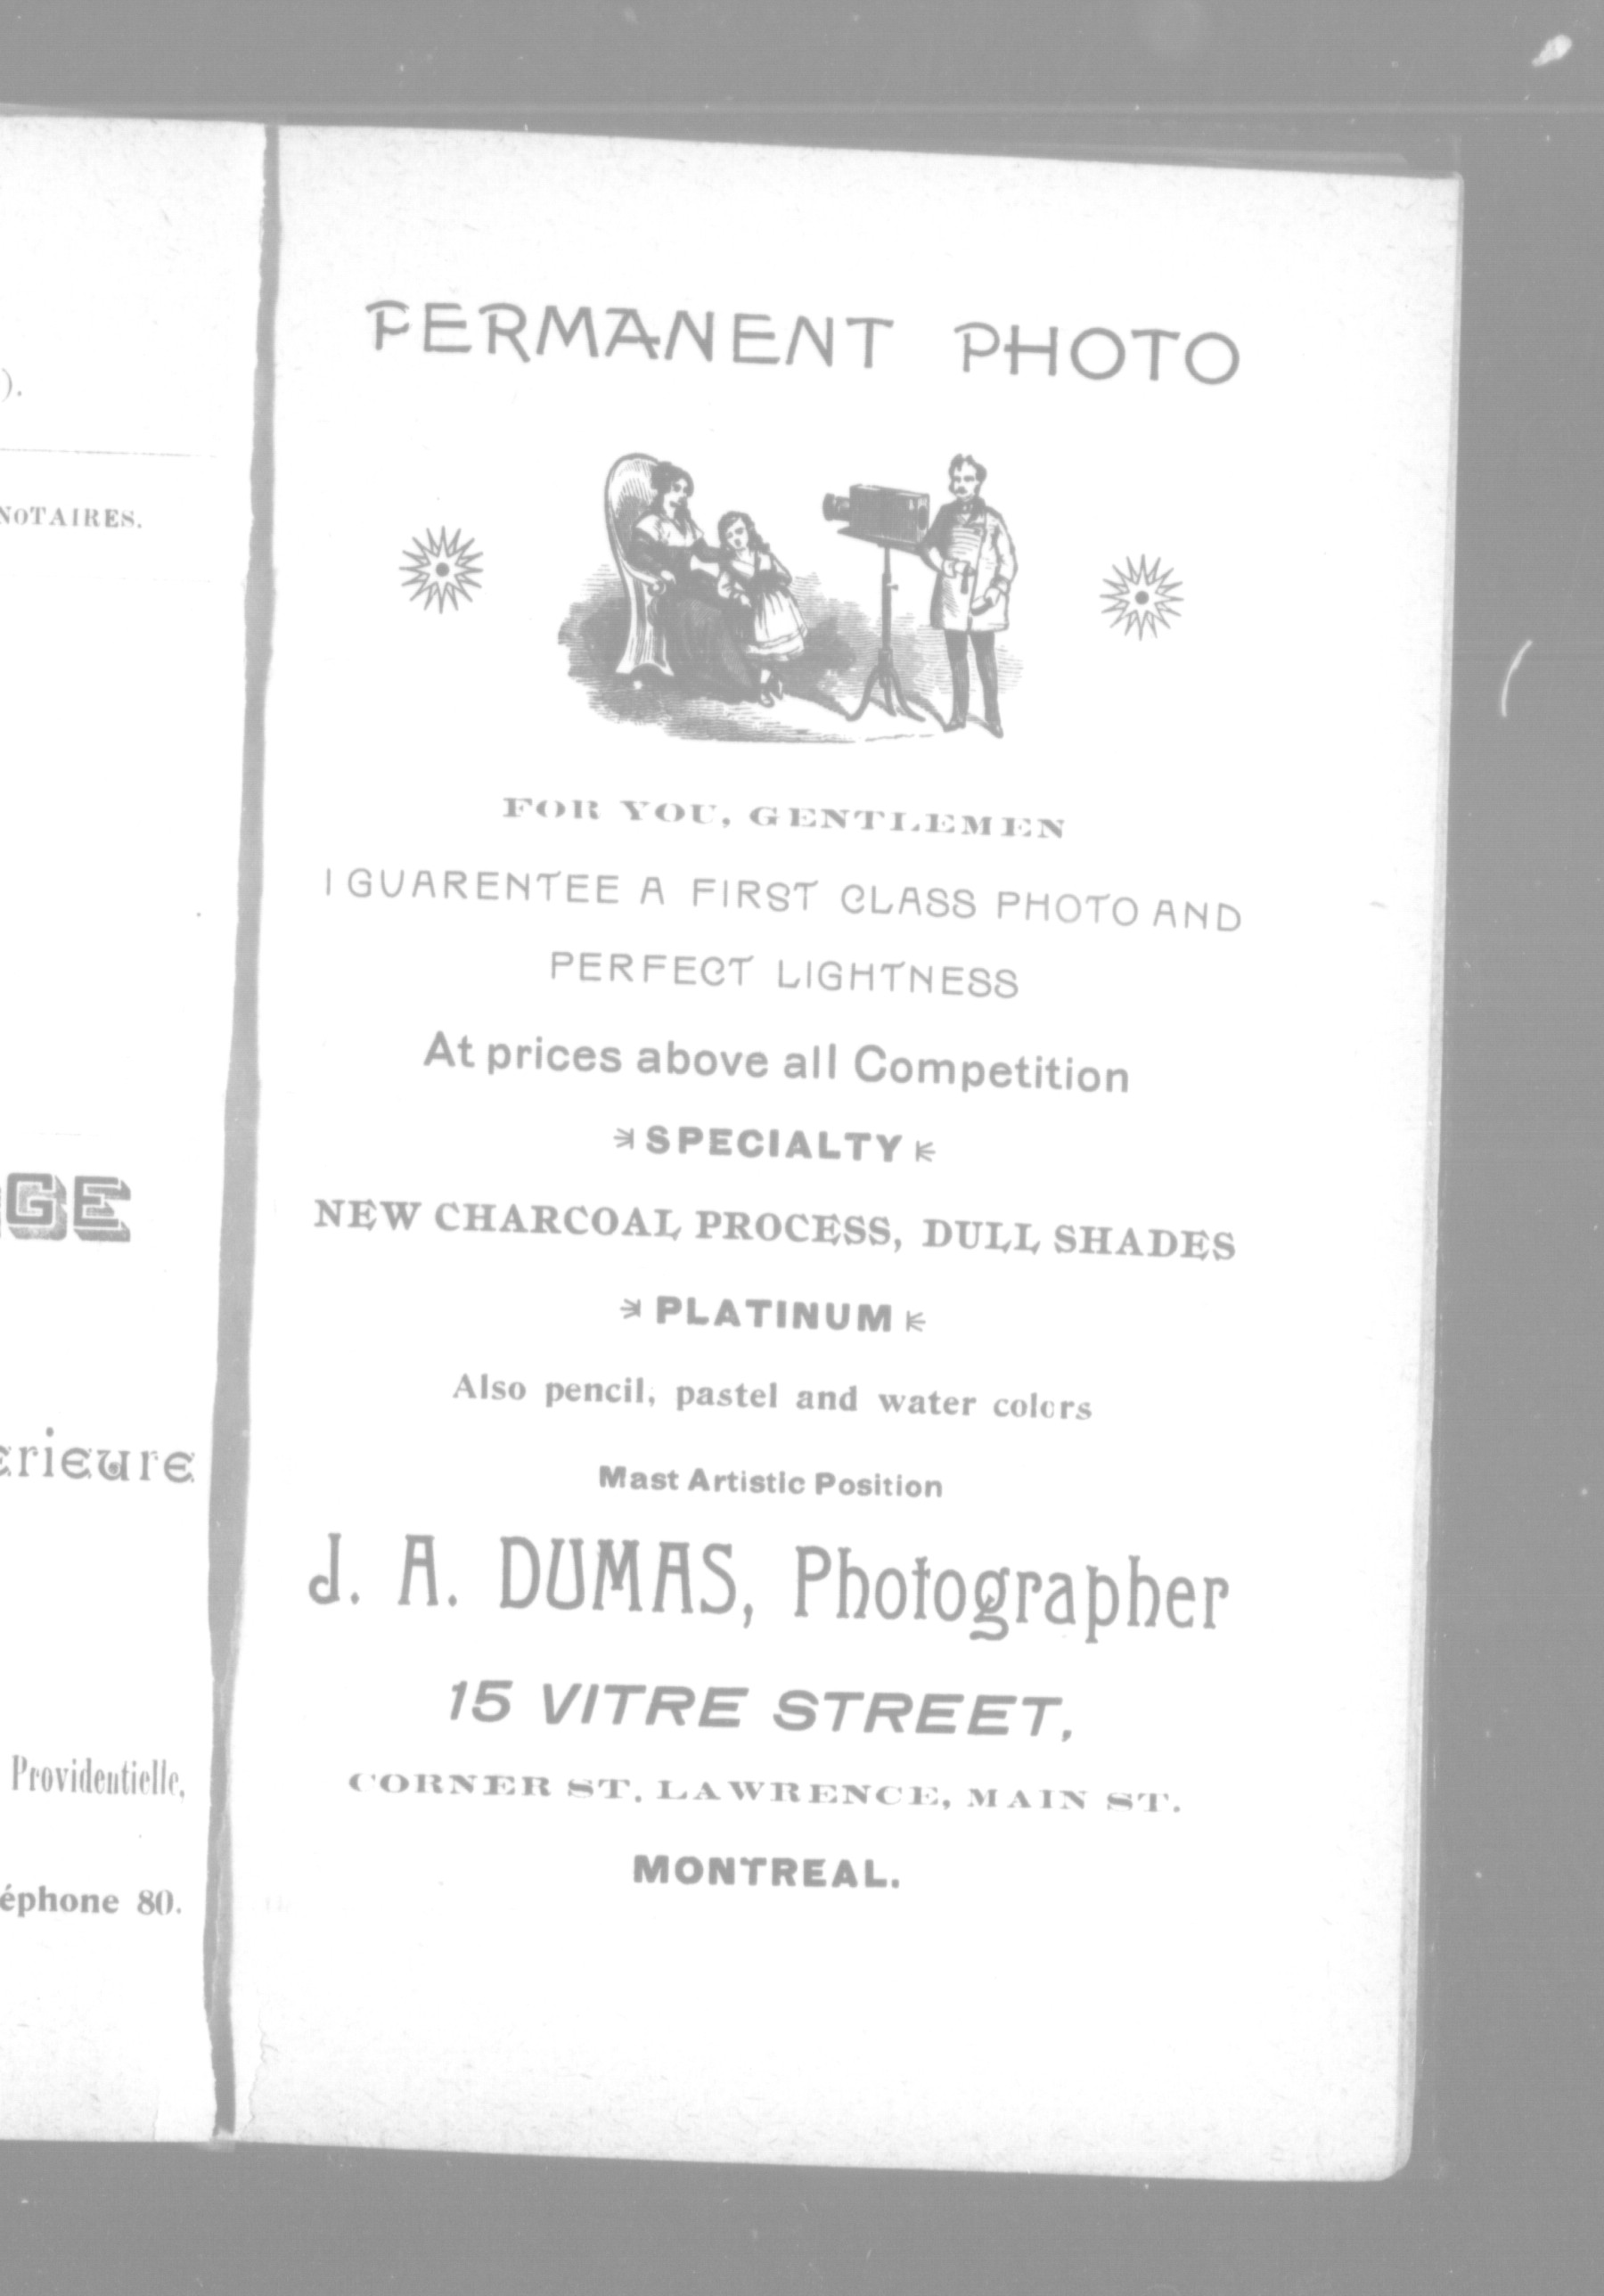 ).
NOTAIRES.
GE
erieure
Providentielle,
éphone 80.
PERMANENT PHOTO
FOR YOU, GENTLEMEN
I GUARENTEE A FIRST CLASS PHOTO AND
PERFECT LIGHTNESS
At prices above all Competition
SPECIALTY
NEW CHARCOAL PROCESS, DULL SHADES
PLATINUM
Also pencil, pastel and water colors
Mast Artistic Position
J. A. DUMAS, Photographer
15 VITRE STREET,
CORNER ST. LAWRENCE, MAIN ST.
MONTREAL.